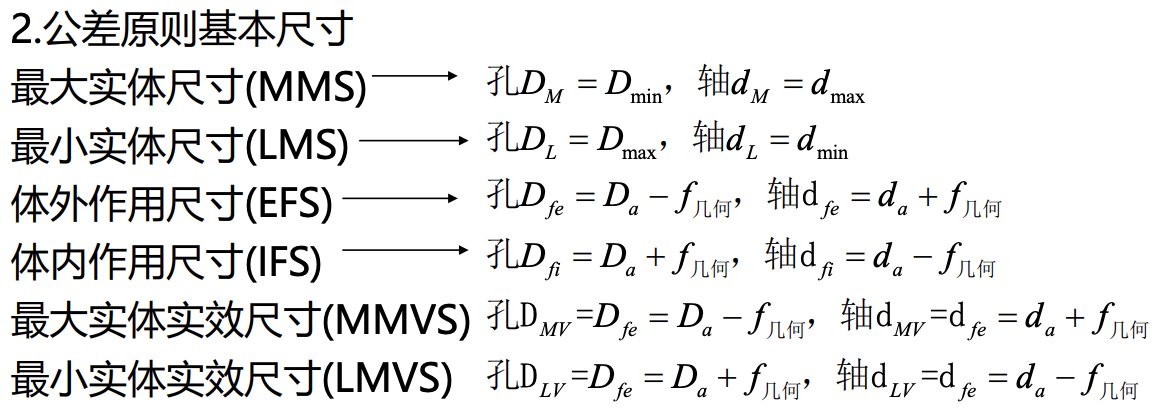 2.公差原则基本尺寸
最大实体尺寸(MMS) → 孔D_M = D_min，轴d_M = d_max
最小实体尺寸(LMS) → 孔D_L = D_max，轴d_L = d_min
体外作用尺寸(EFS) → 孔D_fe = D_a − f_几何，轴d_fe = d_a + f_几何
体内作用尺寸(IFS) → 孔D_fi = D_a + f_几何，轴d_fi = d_a − f_几何
最大实体实效尺寸(MMVS) 孔D_MV=D_fe = D_a − f_几何，轴d_MV=d_fe = d_a + f_几何
最小实体实效尺寸(LMVS) 孔D_LV=D_fe = D_a + f_几何，轴d_LV=d_fe = d_a − f_几何